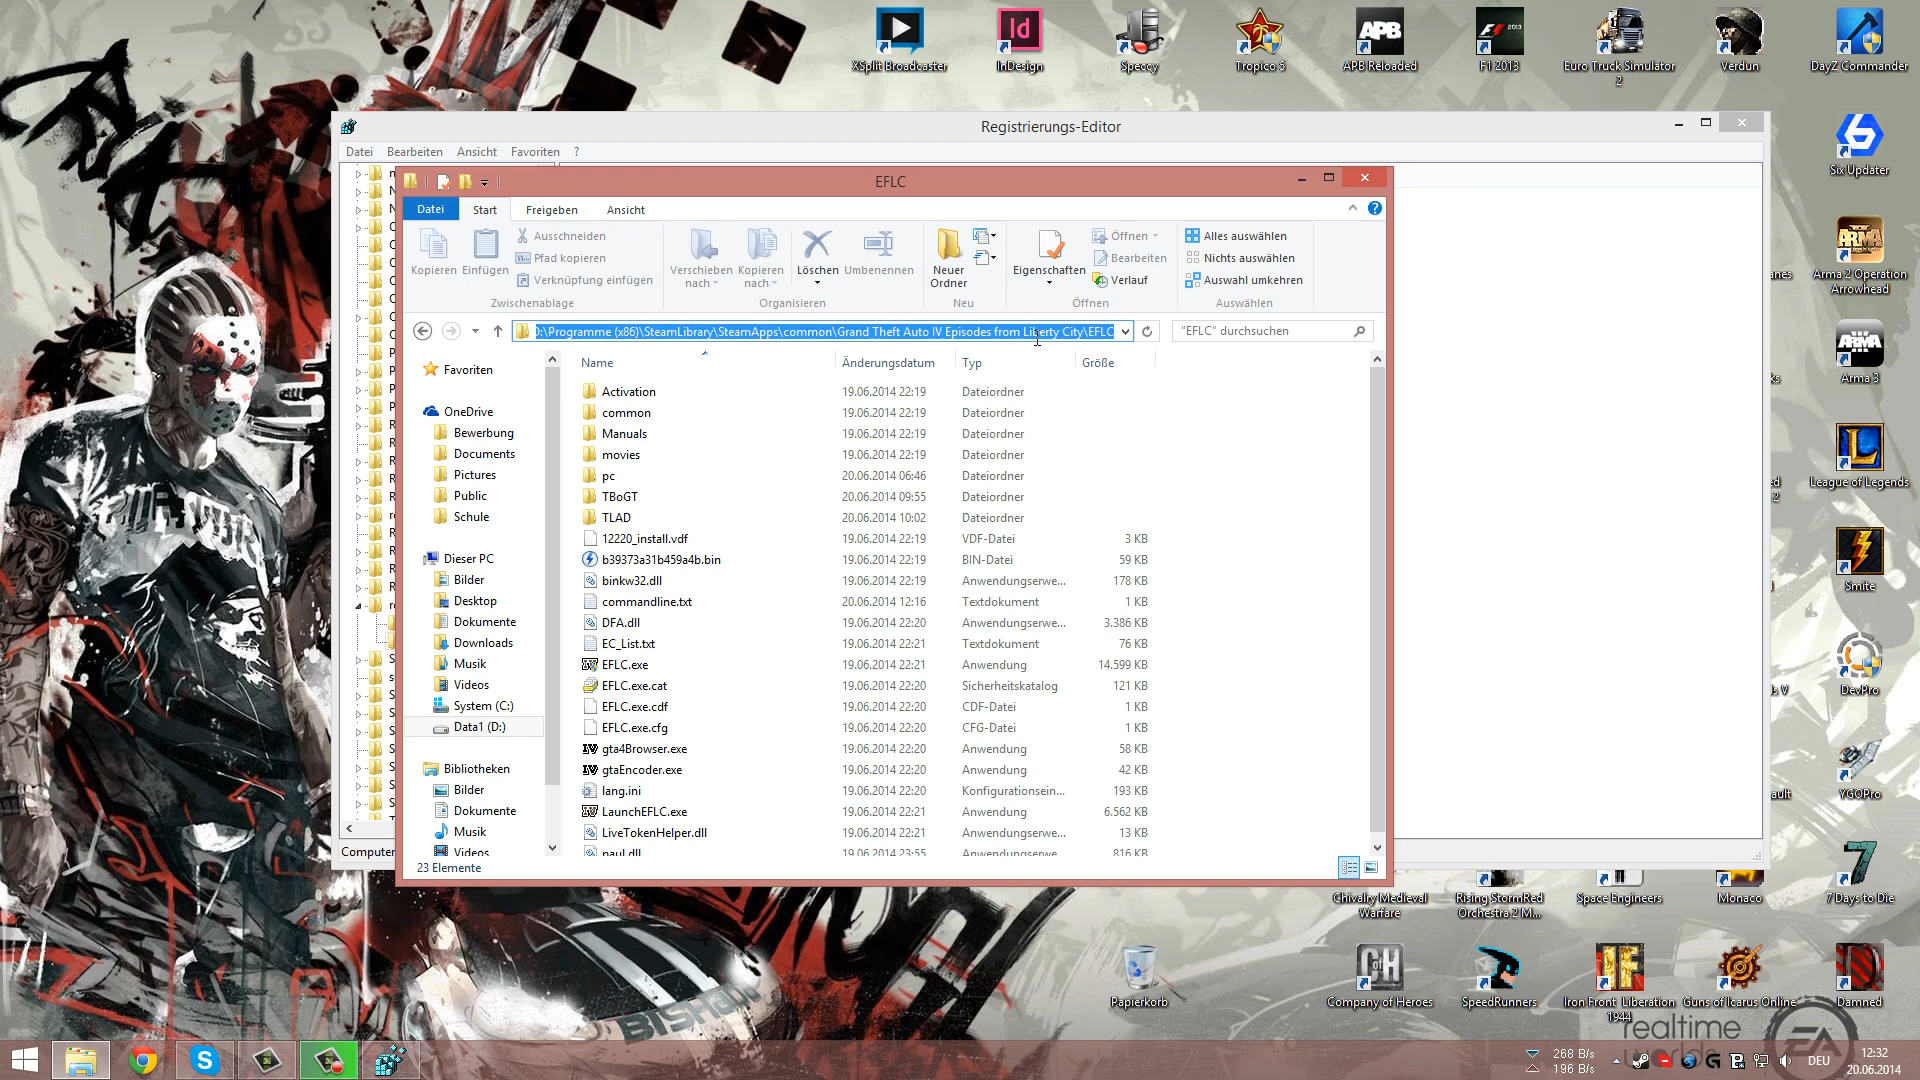 XSplit Broadcaster
InDesign
Speccy
Tropico 5
APB Reloaded
F1 2013
Euro Truck Simulator
2
Verdun
DayZ Commander
Registrierungs-Editor
Datei Bearbeiten Ansicht Favoriten ?
Six Updater
EFLC
Datei Start Freigeben Ansicht
Kopieren
Einfügen
Ausschneiden
Pfad kopieren
Verknüpfung einfügen
Zwischenablage
Verschieben
nach
Kopieren
nach
Löschen
Umbenennen
Organisieren
Neuer
Ordner
Neu
Eigenschaften
Öffnen
Bearbeiten
Verlauf
Öffnen
Alles auswählen
Nichts auswählen
Auswahl umkehren
Auswählen
Arma 2 Operation
Arrowhead
D:\Programme (x86)\SteamLibrary\SteamApps\common\Grand Theft Auto IV Episodes from Liberty City\EFLC
"EFLC" durchsuchen
Favoriten
OneDrive
Bewerbung
Documents
Pictures
Public
Schule
Dieser PC
Bilder
Desktop
Dokumente
Downloads
Musik
Videos
System (C:)
Data1 (D:)
Bibliotheken
Bilder
Dokumente
Musik
Videos
Name Änderungsdatum Typ Größe
Activation 19.06.2014 22:19 Dateiordner
common 19.06.2014 22:19 Dateiordner
Manuals 19.06.2014 22:19 Dateiordner
movies 19.06.2014 22:19 Dateiordner
pc 20.06.2014 06:46 Dateiordner
TBoGT 20.06.2014 09:55 Dateiordner
TLAD 20.06.2014 10:02 Dateiordner
12220_install.vdf 19.06.2014 22:19 VDF-Datei 3 KB
b39373a31b459a4b.bin 19.06.2014 22:19 BIN-Datei 59 KB
binkw32.dll 19.06.2014 22:19 Anwendungserwe... 178 KB
commandline.txt 20.06.2014 12:16 Textdokument 1 KB
DFA.dll 19.06.2014 22:20 Anwendungserwe... 3.386 KB
EC_List.txt 19.06.2014 22:21 Textdokument 76 KB
EFLC.exe 19.06.2014 22:21 Anwendung 14.599 KB
EFLC.exe.cat 19.06.2014 22:20 Sicherheitskatalog 121 KB
EFLC.exe.cdf 19.06.2014 22:20 CDF-Datei 1 KB
EFLC.exe.cfg 19.06.2014 22:20 CFG-Datei 1 KB
gta4Browser.exe 19.06.2014 22:20 Anwendung 58 KB
gtaEncoder.exe 19.06.2014 22:20 Anwendung 42 KB
lang.ini 19.06.2014 22:20 Konfigurationsein... 193 KB
LaunchEFLC.exe 19.06.2014 22:21 Anwendung 6.562 KB
LiveTokenHelper.dll 19.06.2014 22:21 Anwendungserwe... 13 KB
paul.dll 19.06.2014 23:55 Anwendungserwe... 816 KB
23 Elemente
Computer
Arma 3
League of Legends
Smite
DevPro
YGOPro
Chivalry Medieval
Warfare
Rising StormRed
Orchestra 2 M...
Space Engineers
Monaco
7 Days to Die
Papierkorb
Company of Heroes
SpeedRunners
Iron Front Liberation
1944
Guns of Icarus Online
Damned
BISHAM
realtime
EA
268 B/s
196 B/s
DEU
12:32
20.06.2014